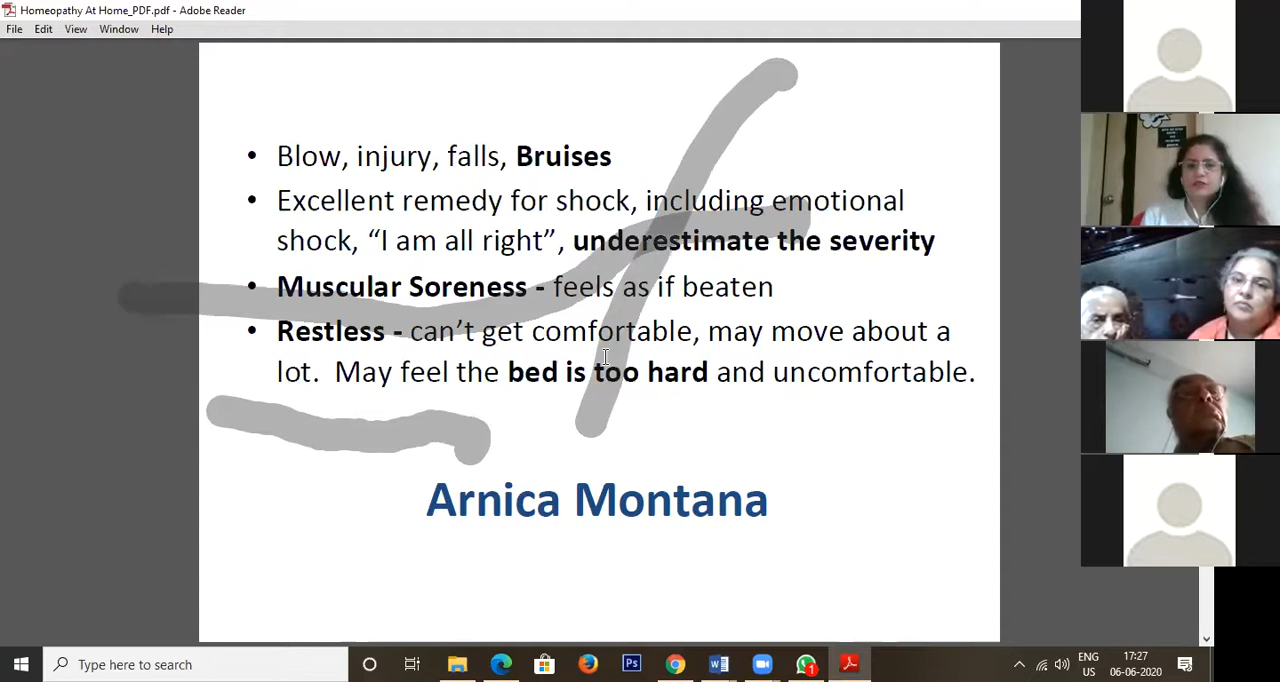 Homeopathy At Home_PDF.pdf - Adobe Reader
File Edit View Window Help
• Blow, injury, falls, Bruises
• Excellent remedy for shock, including emotional
shock, “I am all right”, underestimate the severity
• Muscular Soreness - feels as if beaten
• Restless - can’t get comfortable, may move about a
lot. May feel the bed is too hard and uncomfortable.
Arnica Montana
Type here to search
Ps
W
1
ENG
US
17:27
06-06-2020